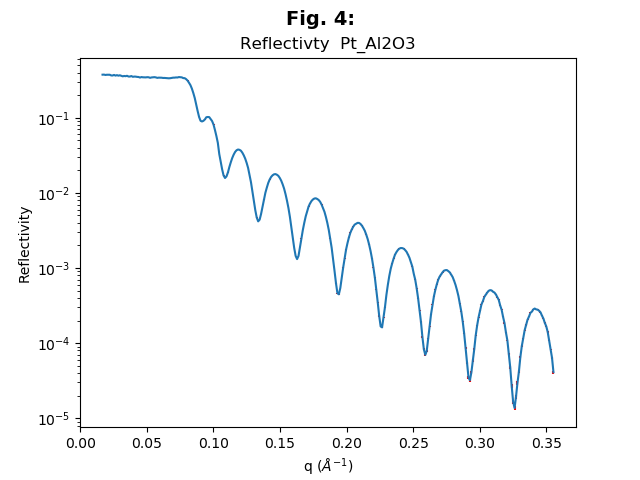 Fig. 4:
Reflectivty  Pt_Al2O3
Reflectivity
10⁻¹
10⁻²
10⁻³
10⁻⁴
10⁻⁵
0.00 0.05 0.10 0.15 0.20 0.25 0.30 0.35
q (Å⁻¹)